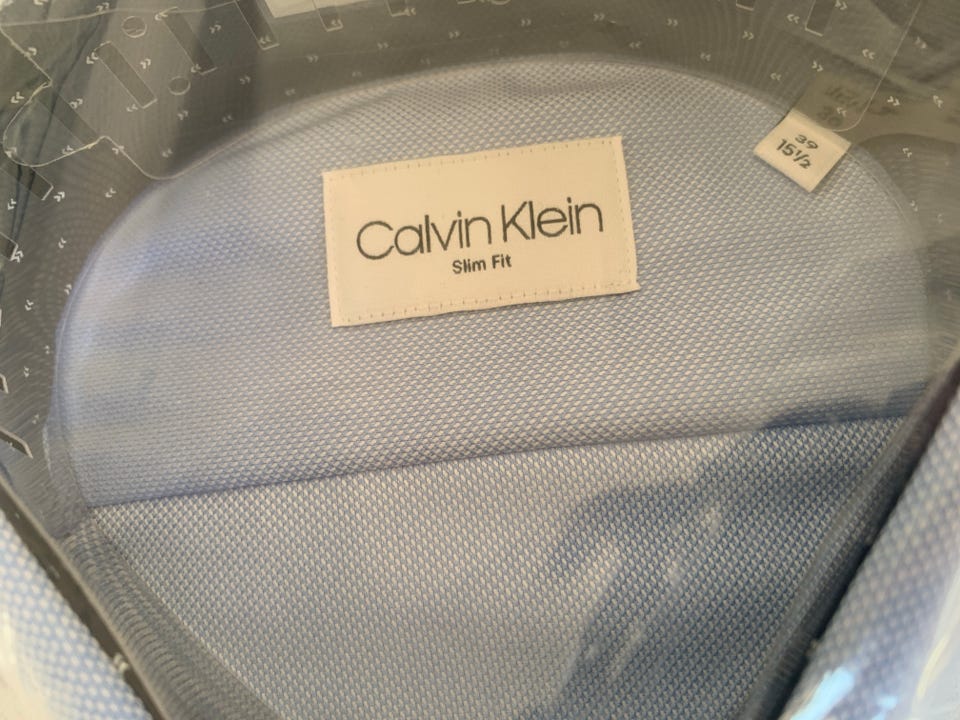 Calvin Klein
Slim Fit
39
15½